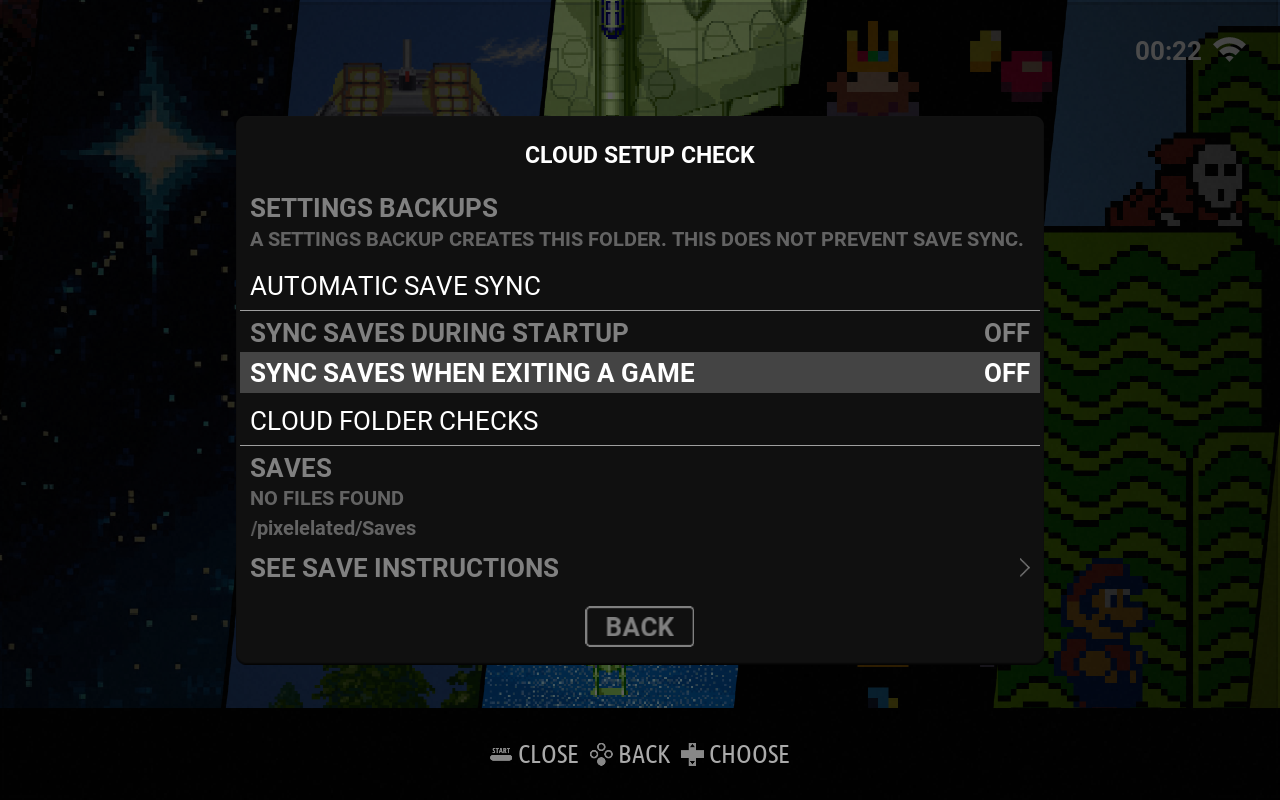 00:22
CLOUD SETUP CHECK
SETTINGS BACKUPS
A SETTINGS BACKUP CREATES THIS FOLDER. THIS DOES NOT PREVENT SAVE SYNC.
AUTOMATIC SAVE SYNC
SYNC SAVES DURING STARTUP OFF
SYNC SAVES WHEN EXITING A GAME OFF
CLOUD FOLDER CHECKS
SAVES
NO FILES FOUND
/pixelelated/Saves
SEE SAVE INSTRUCTIONS
BACK
START CLOSE BACK CHOOSE